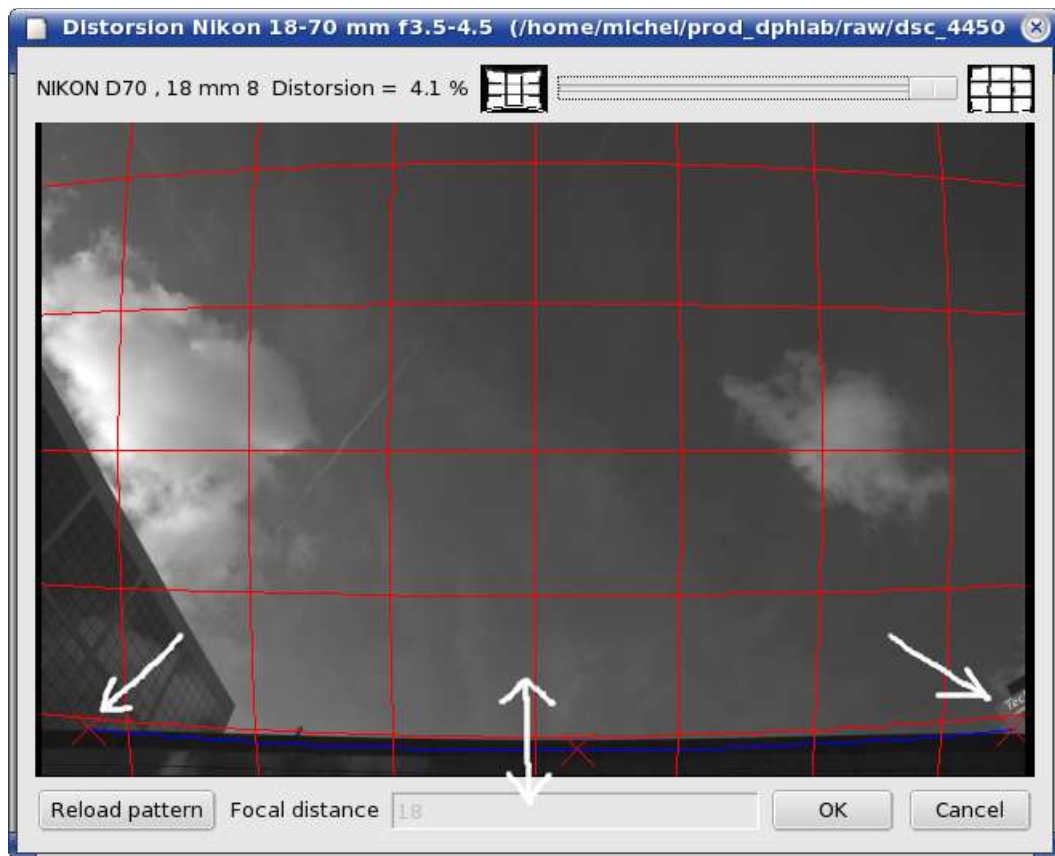 Distorsion Nikon 18-70 mm f3.5-4.5 (/home/michel/prod_dphlab/raw/dsc_4450
NIKON D70 , 18 mm 8 Distorsion = 4.1 %
Tec
Reload pattern Focal distance 18 OK Cancel